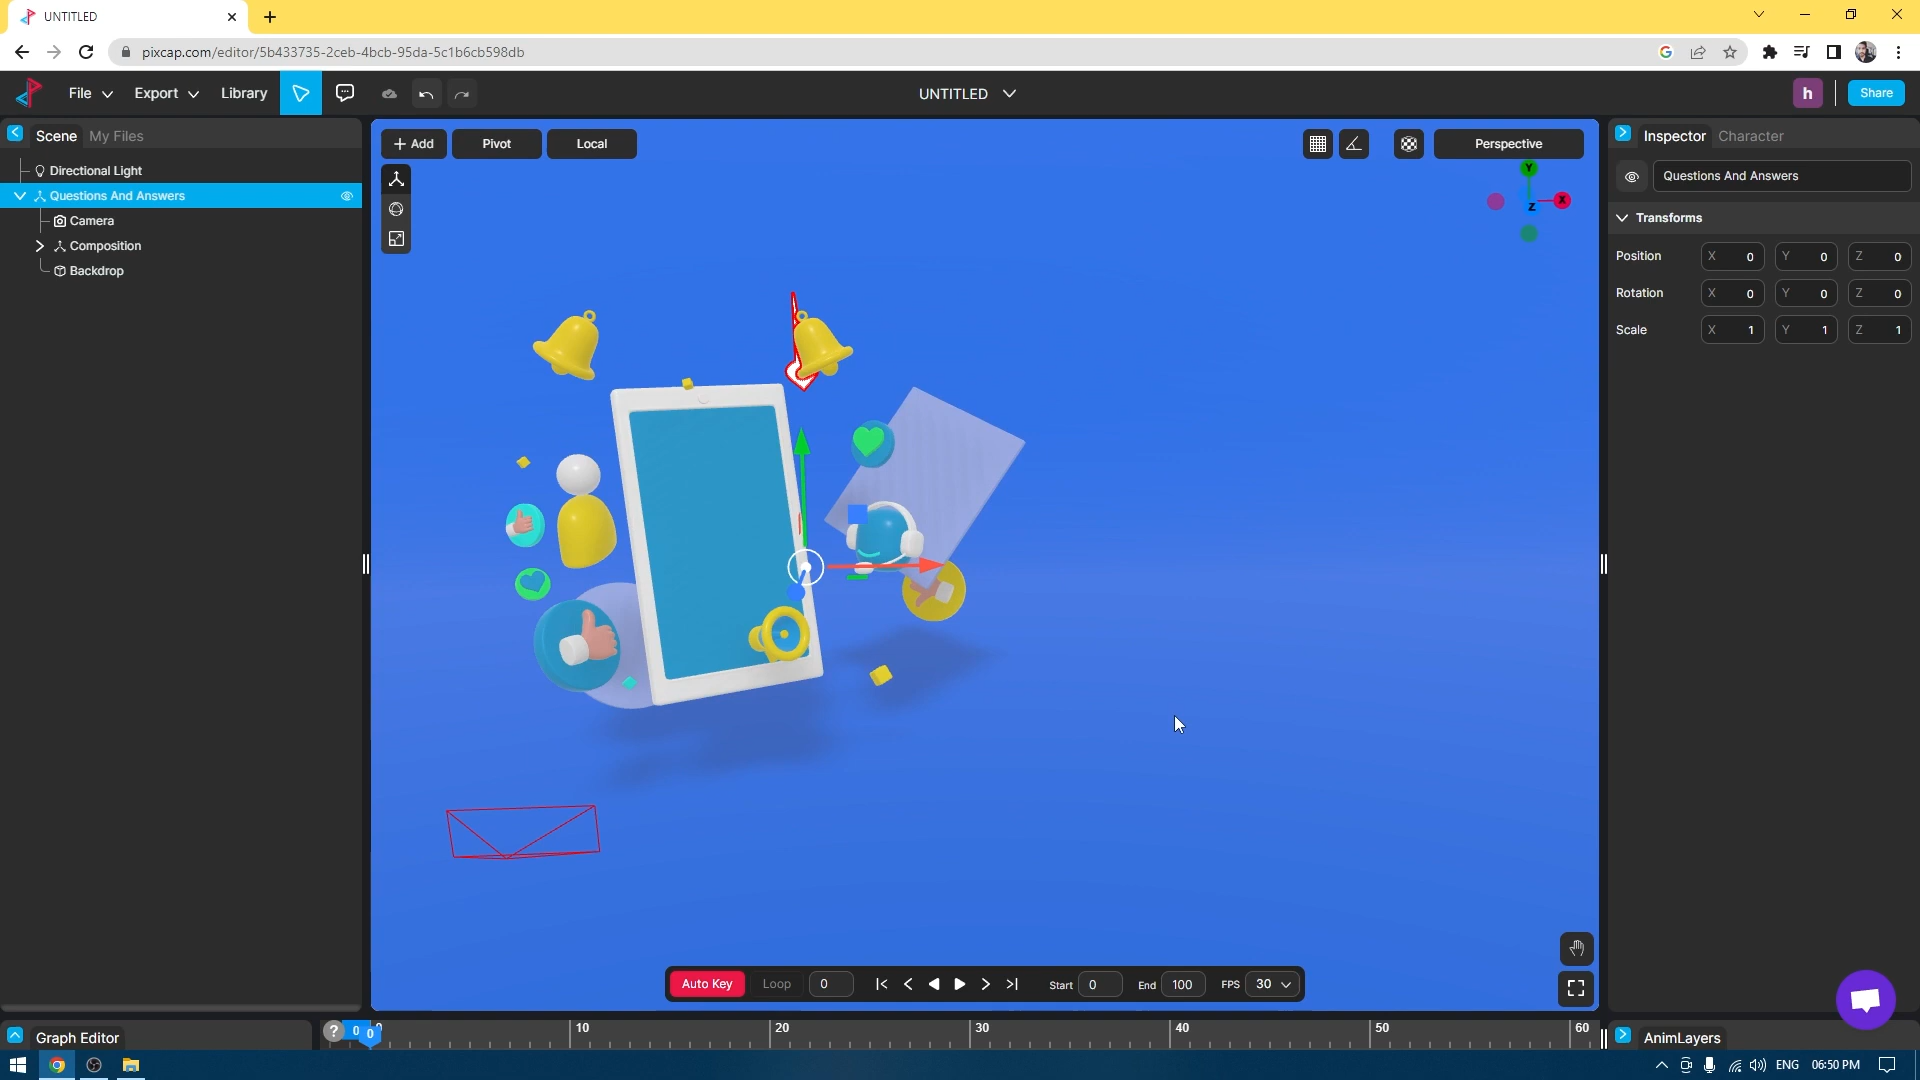 UNTITLED
pixcap.com/editor/5b433735-2ceb-4bcb-95da-5c1b6cb598db
File
Export
Library
UNTITLED
h
Share
Scene
My Files
Directional Light
Questions And Answers
Camera
Composition
Backdrop
+ Add
Pivot
Local
Perspective
Y
X
Z
Inspector
Character
Questions And Answers
Transforms
Position X 0 Y 0 Z 0
Rotation X 0 Y 0 Z 0
Scale X 1 Y 1 Z 1
Auto Key
Loop
0
Start 0
End 100
FPS 30
Graph Editor
?
0
0
0 10 20 30 40 50 60
AnimLayers
ENG
06:50 PM